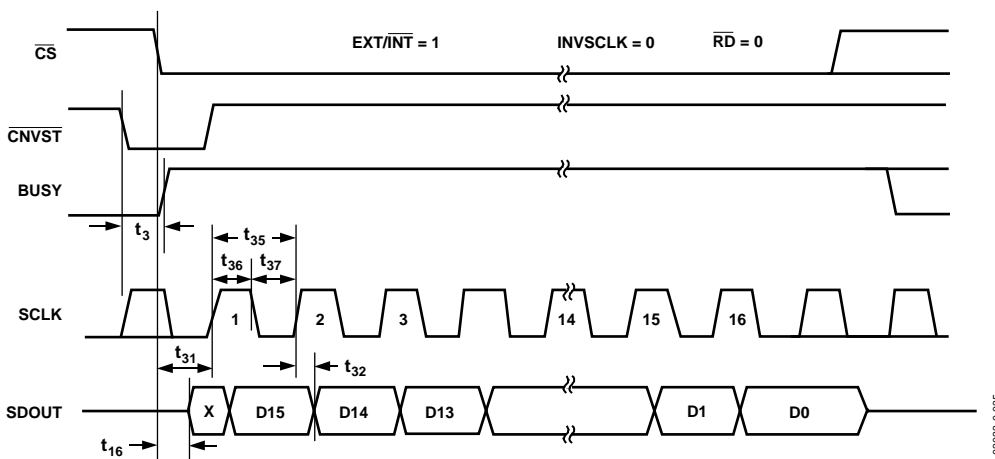 EXT/INT = 1 INVSCLK = 0 RD = 0
CS
CNVST
BUSY
t3
t35
t36 t37
SCLK
1 2 3 14 15 16
t31
t32
SDOUT
X D15 D14 D13 D1 D0
t16